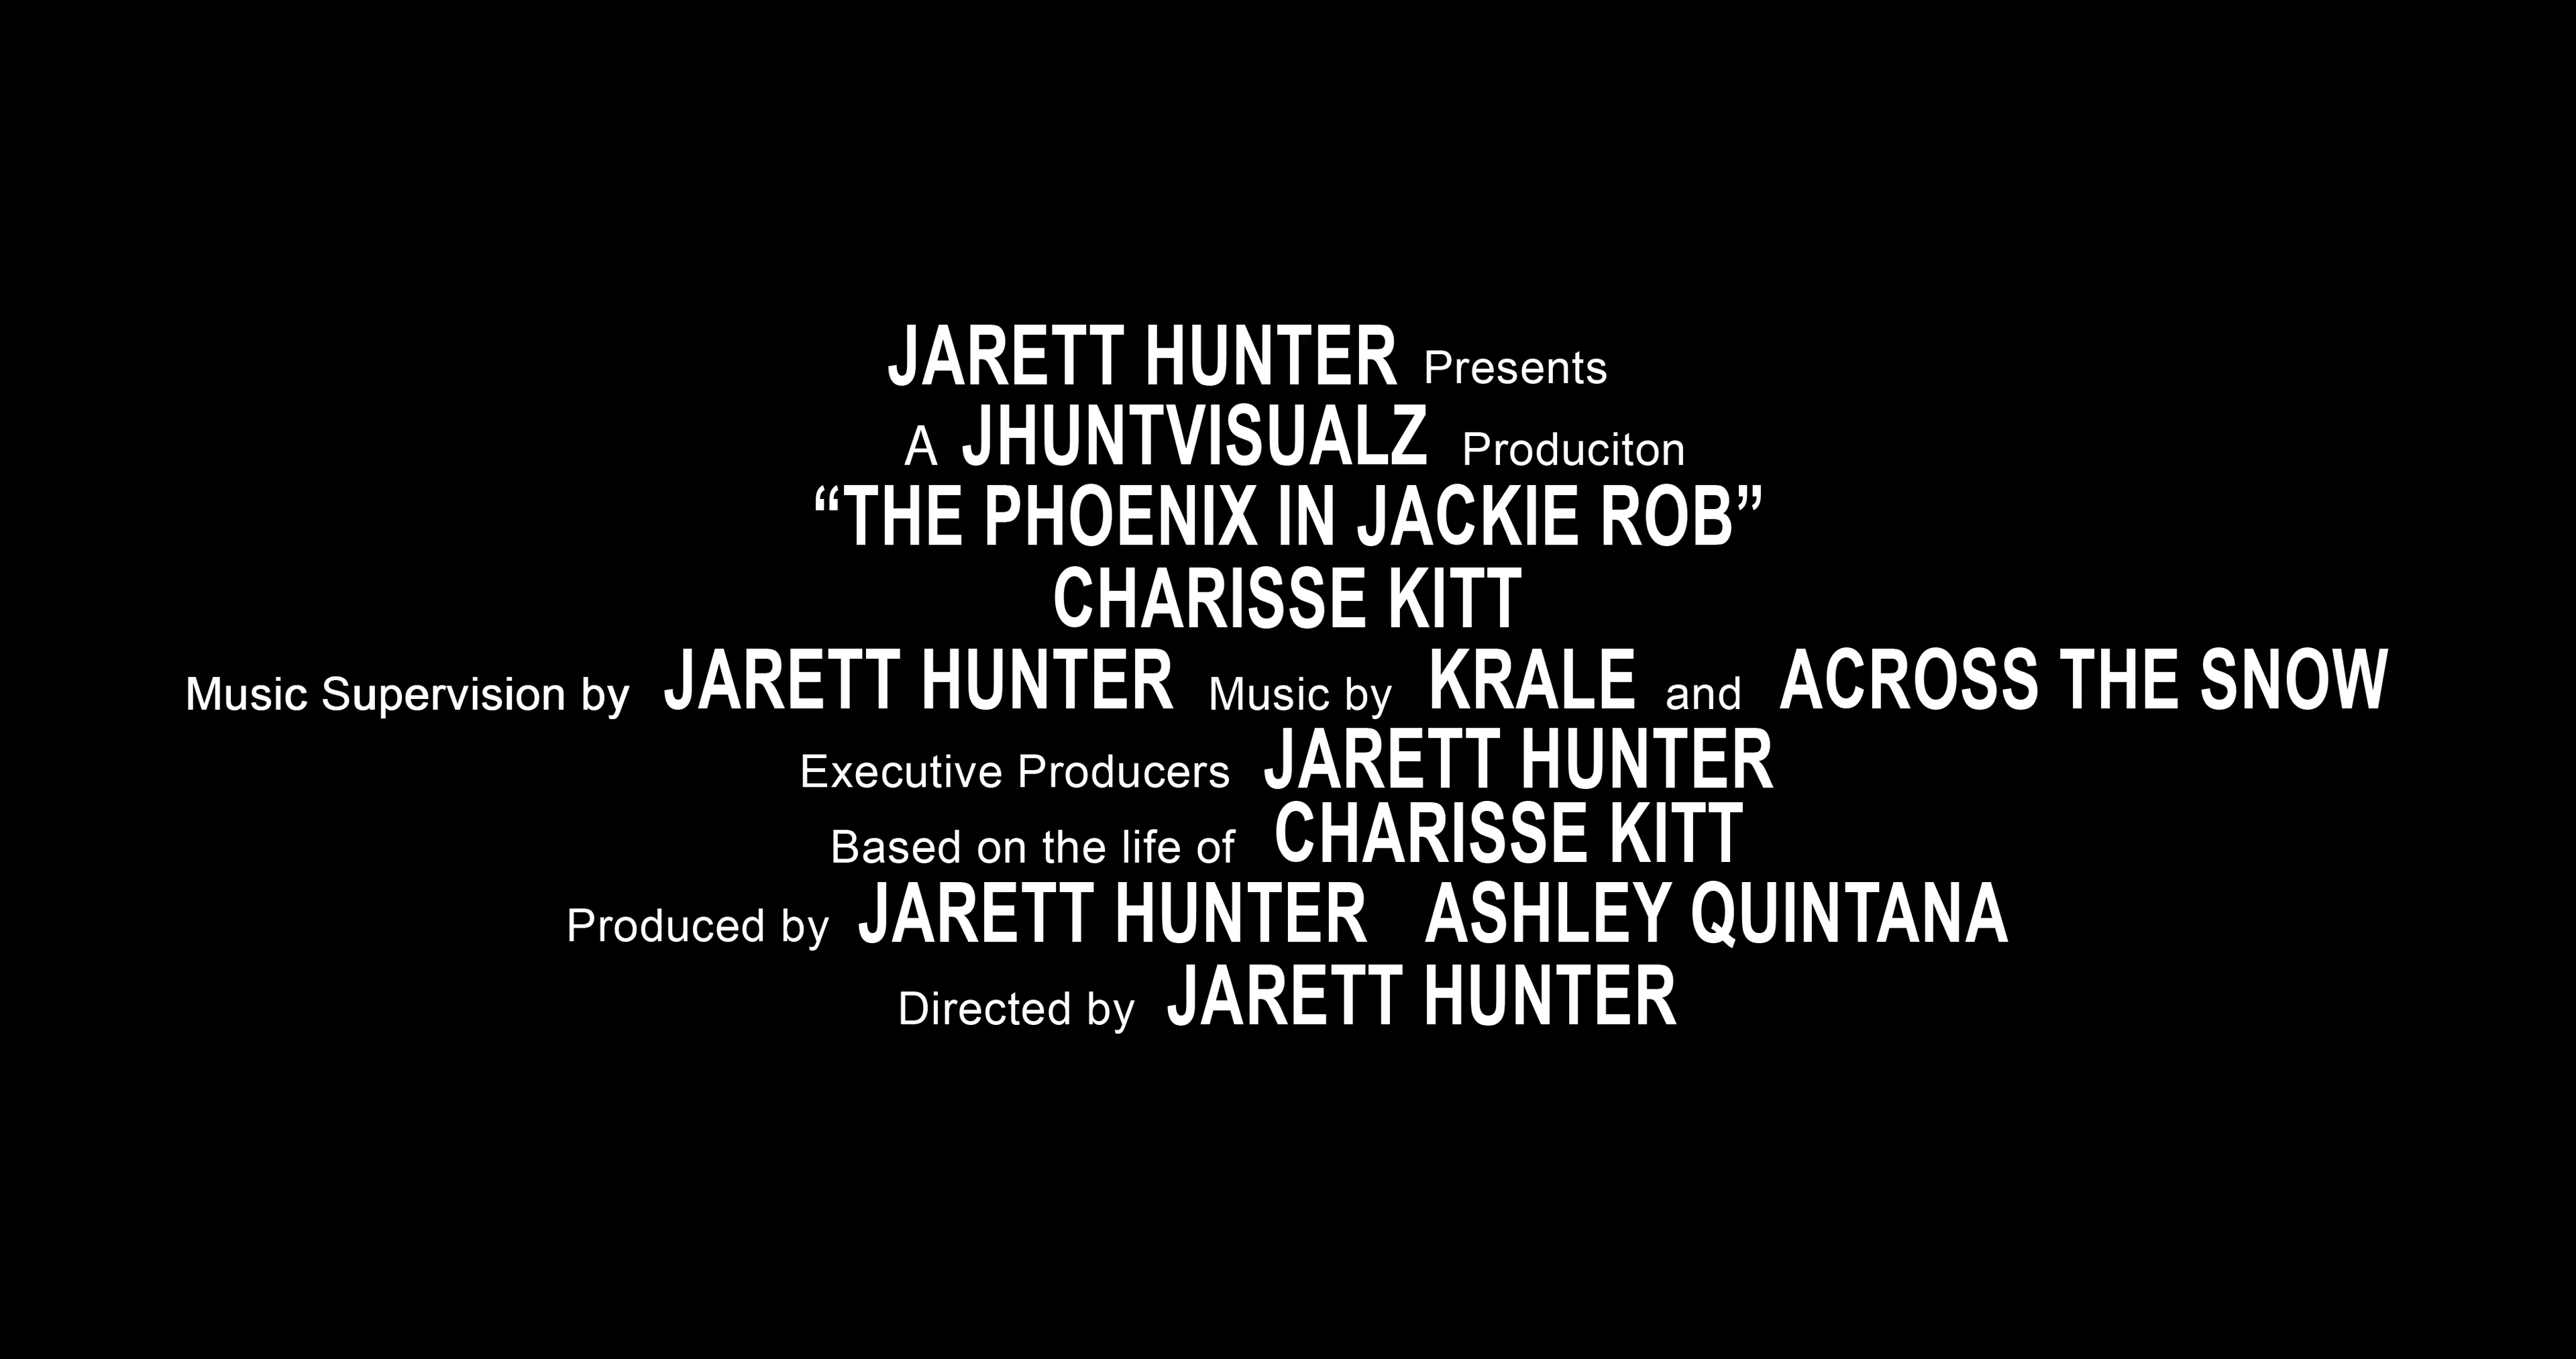 JARETT HUNTER Presents
A JHUNTVISUALZ Produciton
“THE PHOENIX IN JACKIE ROB”
CHARISSE KITT
Music Supervision by JARETT HUNTER Music by KRALE and ACROSS THE SNOW
Executive Producers JARETT HUNTER
Based on the life of CHARISSE KITT
Produced by JARETT HUNTER ASHLEY QUINTANA
Directed by JARETT HUNTER